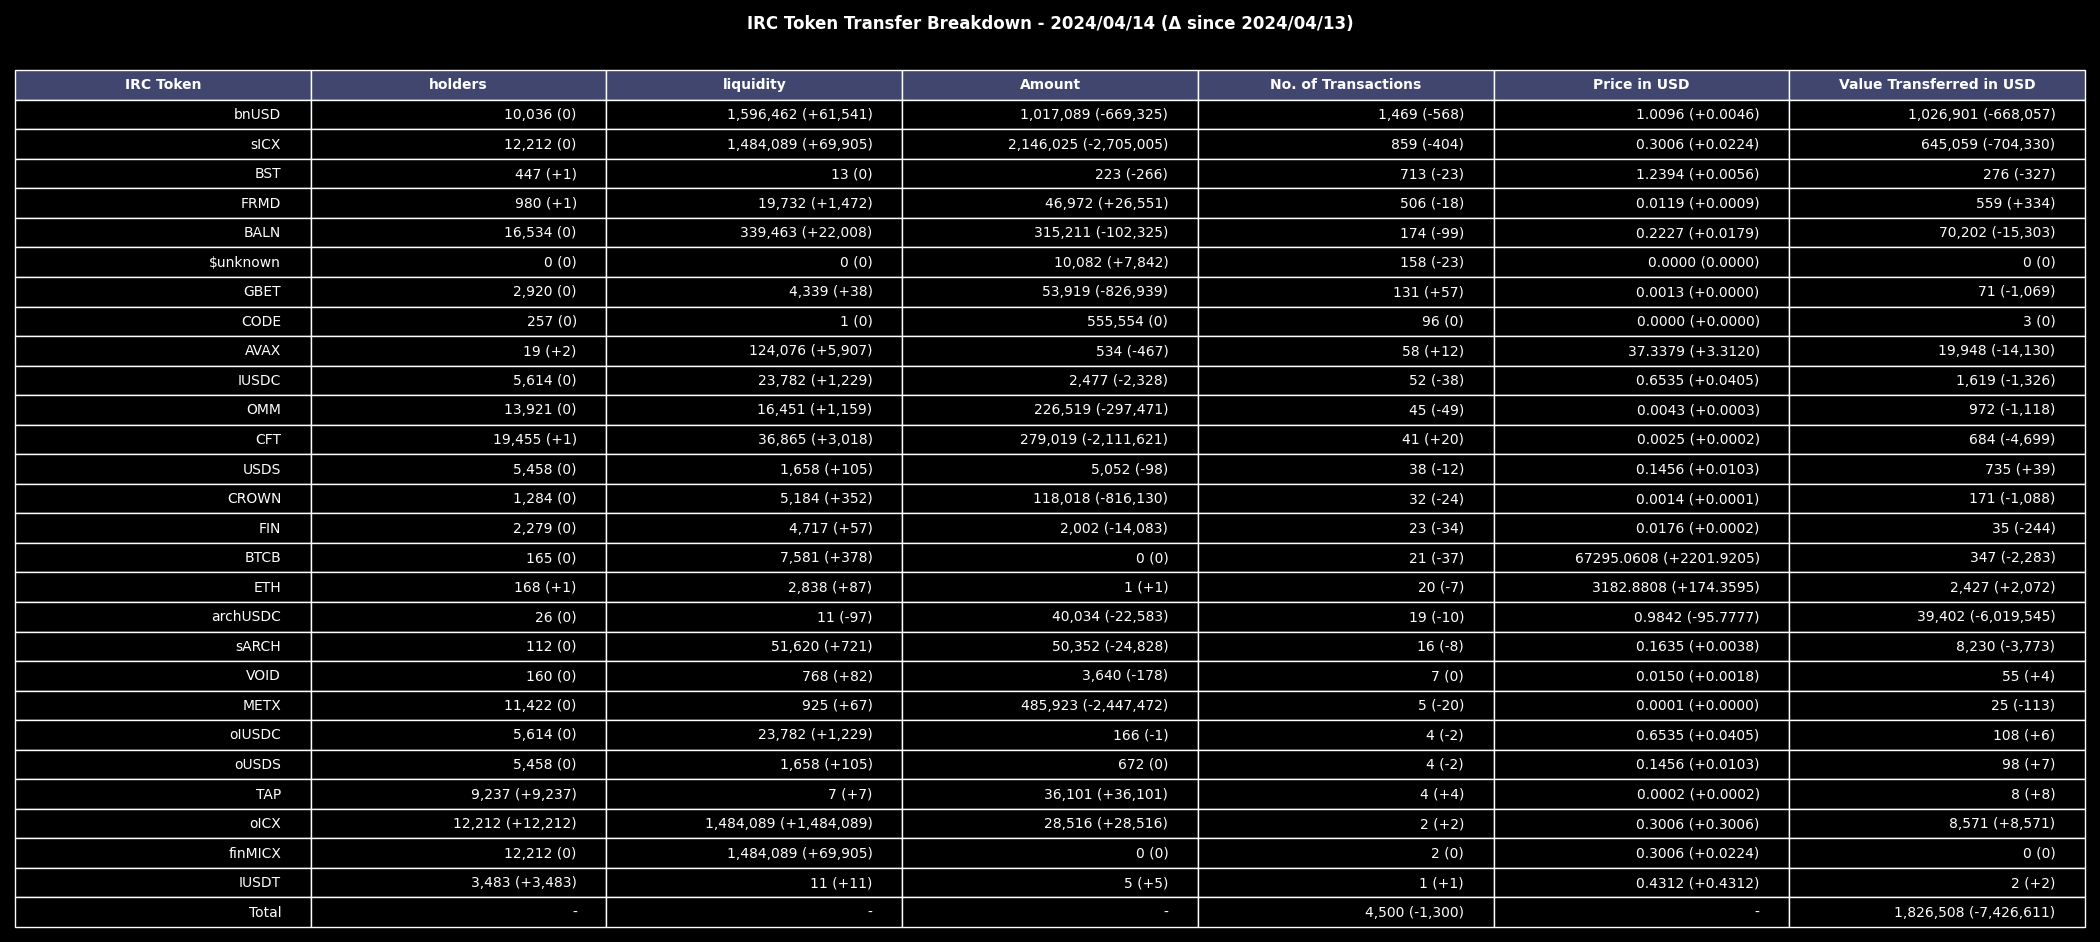 IRC Token Transfer Breakdown - 2024/04/14 (Δ since 2024/04/13)
IRC Token holders liquidity Amount No. of Transactions Price in USD Value Transferred in USD
bnUSD 10,036 (0) 1,596,462 (+61,541) 1,017,089 (-669,325) 1,469 (-568) 1.0096 (+0.0046) 1,026,901 (-668,057)
sICX 12,212 (0) 1,484,089 (+69,905) 2,146,025 (-2,705,005) 859 (-404) 0.3006 (+0.0224) 645,059 (-704,330)
BST 447 (+1) 13 (0) 223 (-266) 713 (-23) 1.2394 (+0.0056) 276 (-327)
FRMD 980 (+1) 19,732 (+1,472) 46,972 (+26,551) 506 (-18) 0.0119 (+0.0009) 559 (+334)
BALN 16,534 (0) 339,463 (+22,008) 315,211 (-102,325) 174 (-99) 0.2227 (+0.0179) 70,202 (-15,303)
$unknown 0 (0) 0 (0) 10,082 (+7,842) 158 (-23) 0.0000 (0.0000) 0 (0)
GBET 2,920 (0) 4,339 (+38) 53,919 (-826,939) 131 (+57) 0.0013 (+0.0000) 71 (-1,069)
CODE 257 (0) 1 (0) 555,554 (0) 96 (0) 0.0000 (+0.0000) 3 (0)
AVAX 19 (+2) 124,076 (+5,907) 534 (-467) 58 (+12) 37.3379 (+3.3120) 19,948 (-14,130)
IUSDC 5,614 (0) 23,782 (+1,229) 2,477 (-2,328) 52 (-38) 0.6535 (+0.0405) 1,619 (-1,326)
OMM 13,921 (0) 16,451 (+1,159) 226,519 (-297,471) 45 (-49) 0.0043 (+0.0003) 972 (-1,118)
CFT 19,455 (+1) 36,865 (+3,018) 279,019 (-2,111,621) 41 (+20) 0.0025 (+0.0002) 684 (-4,699)
USDS 5,458 (0) 1,658 (+105) 5,052 (-98) 38 (-12) 0.1456 (+0.0103) 735 (+39)
CROWN 1,284 (0) 5,184 (+352) 118,018 (-816,130) 32 (-24) 0.0014 (+0.0001) 171 (-1,088)
FIN 2,279 (0) 4,717 (+57) 2,002 (-14,083) 23 (-34) 0.0176 (+0.0002) 35 (-244)
BTCB 165 (0) 7,581 (+378) 0 (0) 21 (-37) 67295.0608 (+2201.9205) 347 (-2,283)
ETH 168 (+1) 2,838 (+87) 1 (+1) 20 (-7) 3182.8808 (+174.3595) 2,427 (+2,072)
archUSDC 26 (0) 11 (-97) 40,034 (-22,583) 19 (-10) 0.9842 (-95.7777) 39,402 (-6,019,545)
sARCH 112 (0) 51,620 (+721) 50,352 (-24,828) 16 (-8) 0.1635 (+0.0038) 8,230 (-3,773)
VOID 160 (0) 768 (+82) 3,640 (-178) 7 (0) 0.0150 (+0.0018) 55 (+4)
METX 11,422 (0) 925 (+67) 485,923 (-2,447,472) 5 (-20) 0.0001 (+0.0000) 25 (-113)
oIUSDC 5,614 (0) 23,782 (+1,229) 166 (-1) 4 (-2) 0.6535 (+0.0405) 108 (+6)
oUSDS 5,458 (0) 1,658 (+105) 672 (0) 4 (-2) 0.1456 (+0.0103) 98 (+7)
TAP 9,237 (+9,237) 7 (+7) 36,101 (+36,101) 4 (+4) 0.0002 (+0.0002) 8 (+8)
oICX 12,212 (+12,212) 1,484,089 (+1,484,089) 28,516 (+28,516) 2 (+2) 0.3006 (+0.3006) 8,571 (+8,571)
finMICX 12,212 (0) 1,484,089 (+69,905) 0 (0) 2 (0) 0.3006 (+0.0224) 0 (0)
IUSDT 3,483 (+3,483) 11 (+11) 5 (+5) 1 (+1) 0.4312 (+0.4312) 2 (+2)
Total - - - 4,500 (-1,300) - 1,826,508 (-7,426,611)